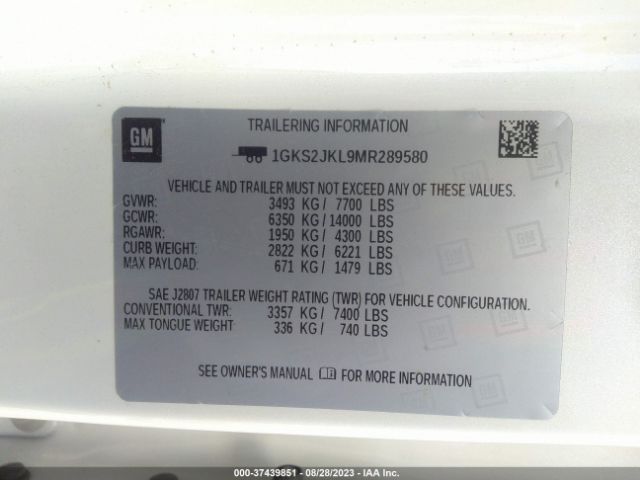 GM
TRAILERING INFORMATION
1GKS2JKL9MR289580
VEHICLE AND TRAILER MUST NOT EXCEED ANY OF THESE VALUES.
GVWR: 3493 KG/ 7700 LBS
GCWR: 6350 KG/ 14000 LBS
RGAWR: 1950 KG/ 4300 LBS
CURB WEIGHT: 2822 KG/ 6221 LBS
MAX PAYLOAD: 671 KG/ 1479 LBS
SAE J2807 TRAILER WEIGHT RATING (TWR) FOR VEHICLE CONFIGURATION.
CONVENTIONAL TWR: 3357 KG/ 7400 LBS
MAX TONGUE WEIGHT 336 KG/ 740 LBS
SEE OWNER'S MANUAL FOR MORE INFORMATION
000-37439851 / 08/28/2023 / IAA Inc.